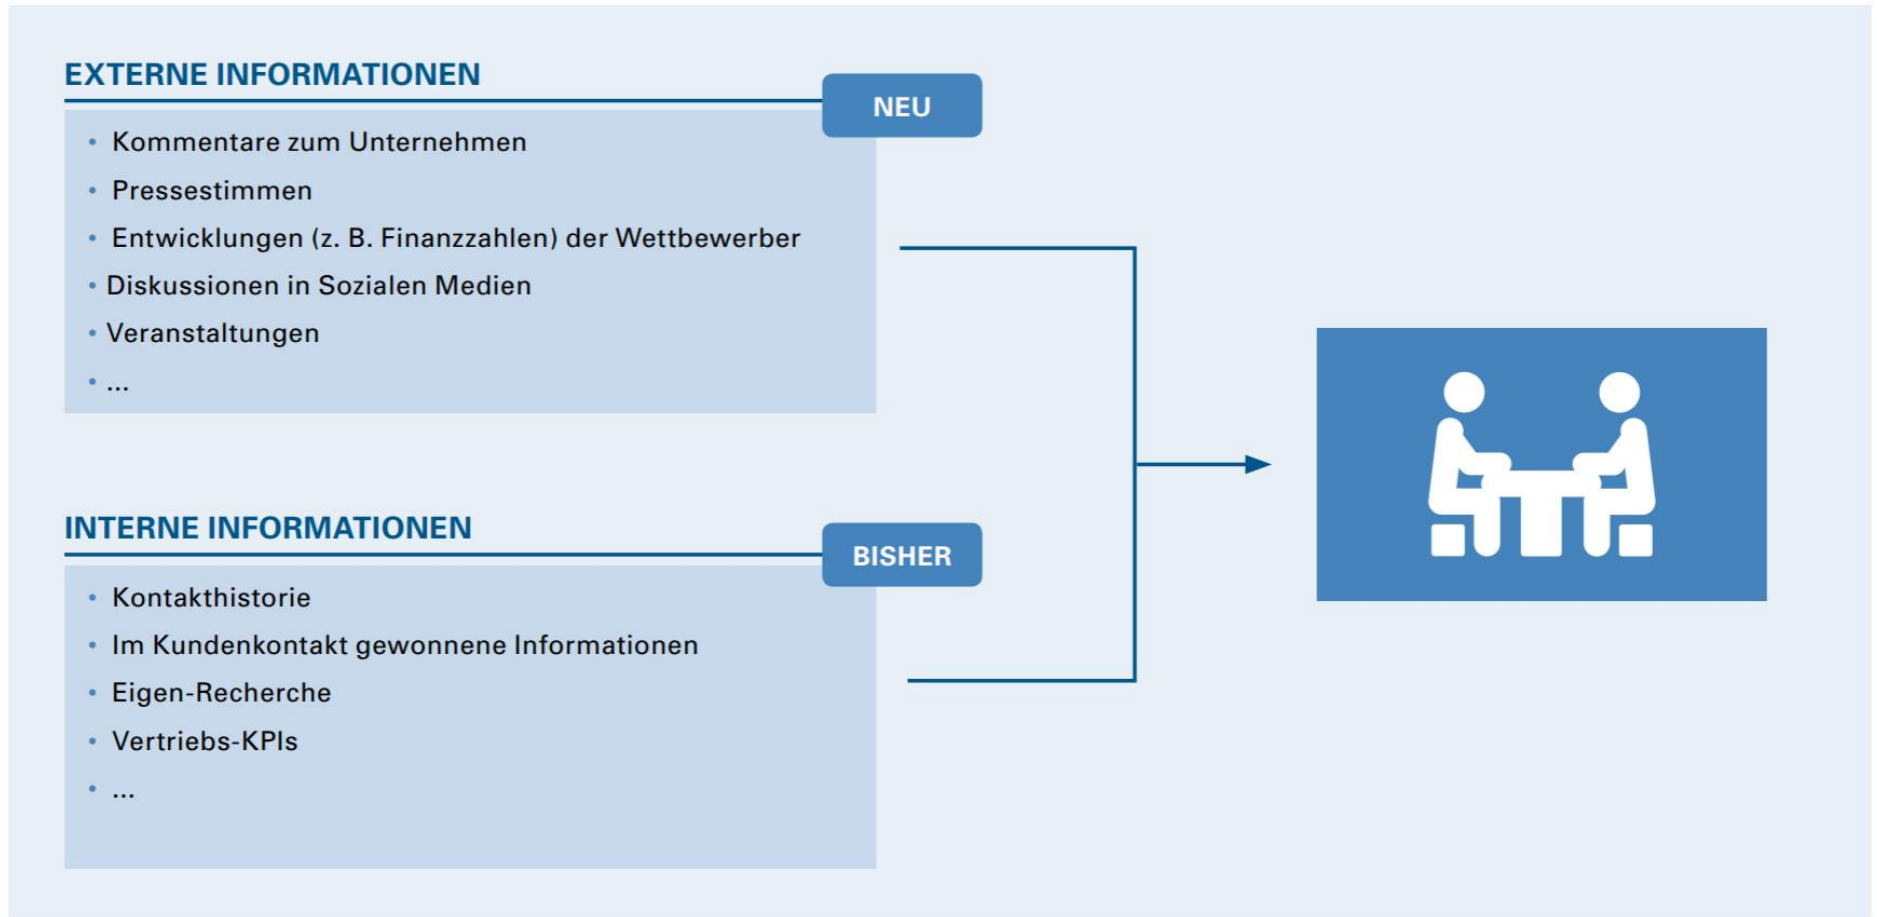 EXTERNE INFORMATIONEN
NEU
• Kommentare zum Unternehmen
• Pressestimmen
• Entwicklungen (z. B. Finanzzahlen) der Wettbewerber
• Diskussionen in Sozialen Medien
• Veranstaltungen
• ...
INTERNE INFORMATIONEN
BISHER
• Kontakthistorie
• Im Kundenkontakt gewonnene Informationen
• Eigen-Recherche
• Vertriebs-KPIs
• ...